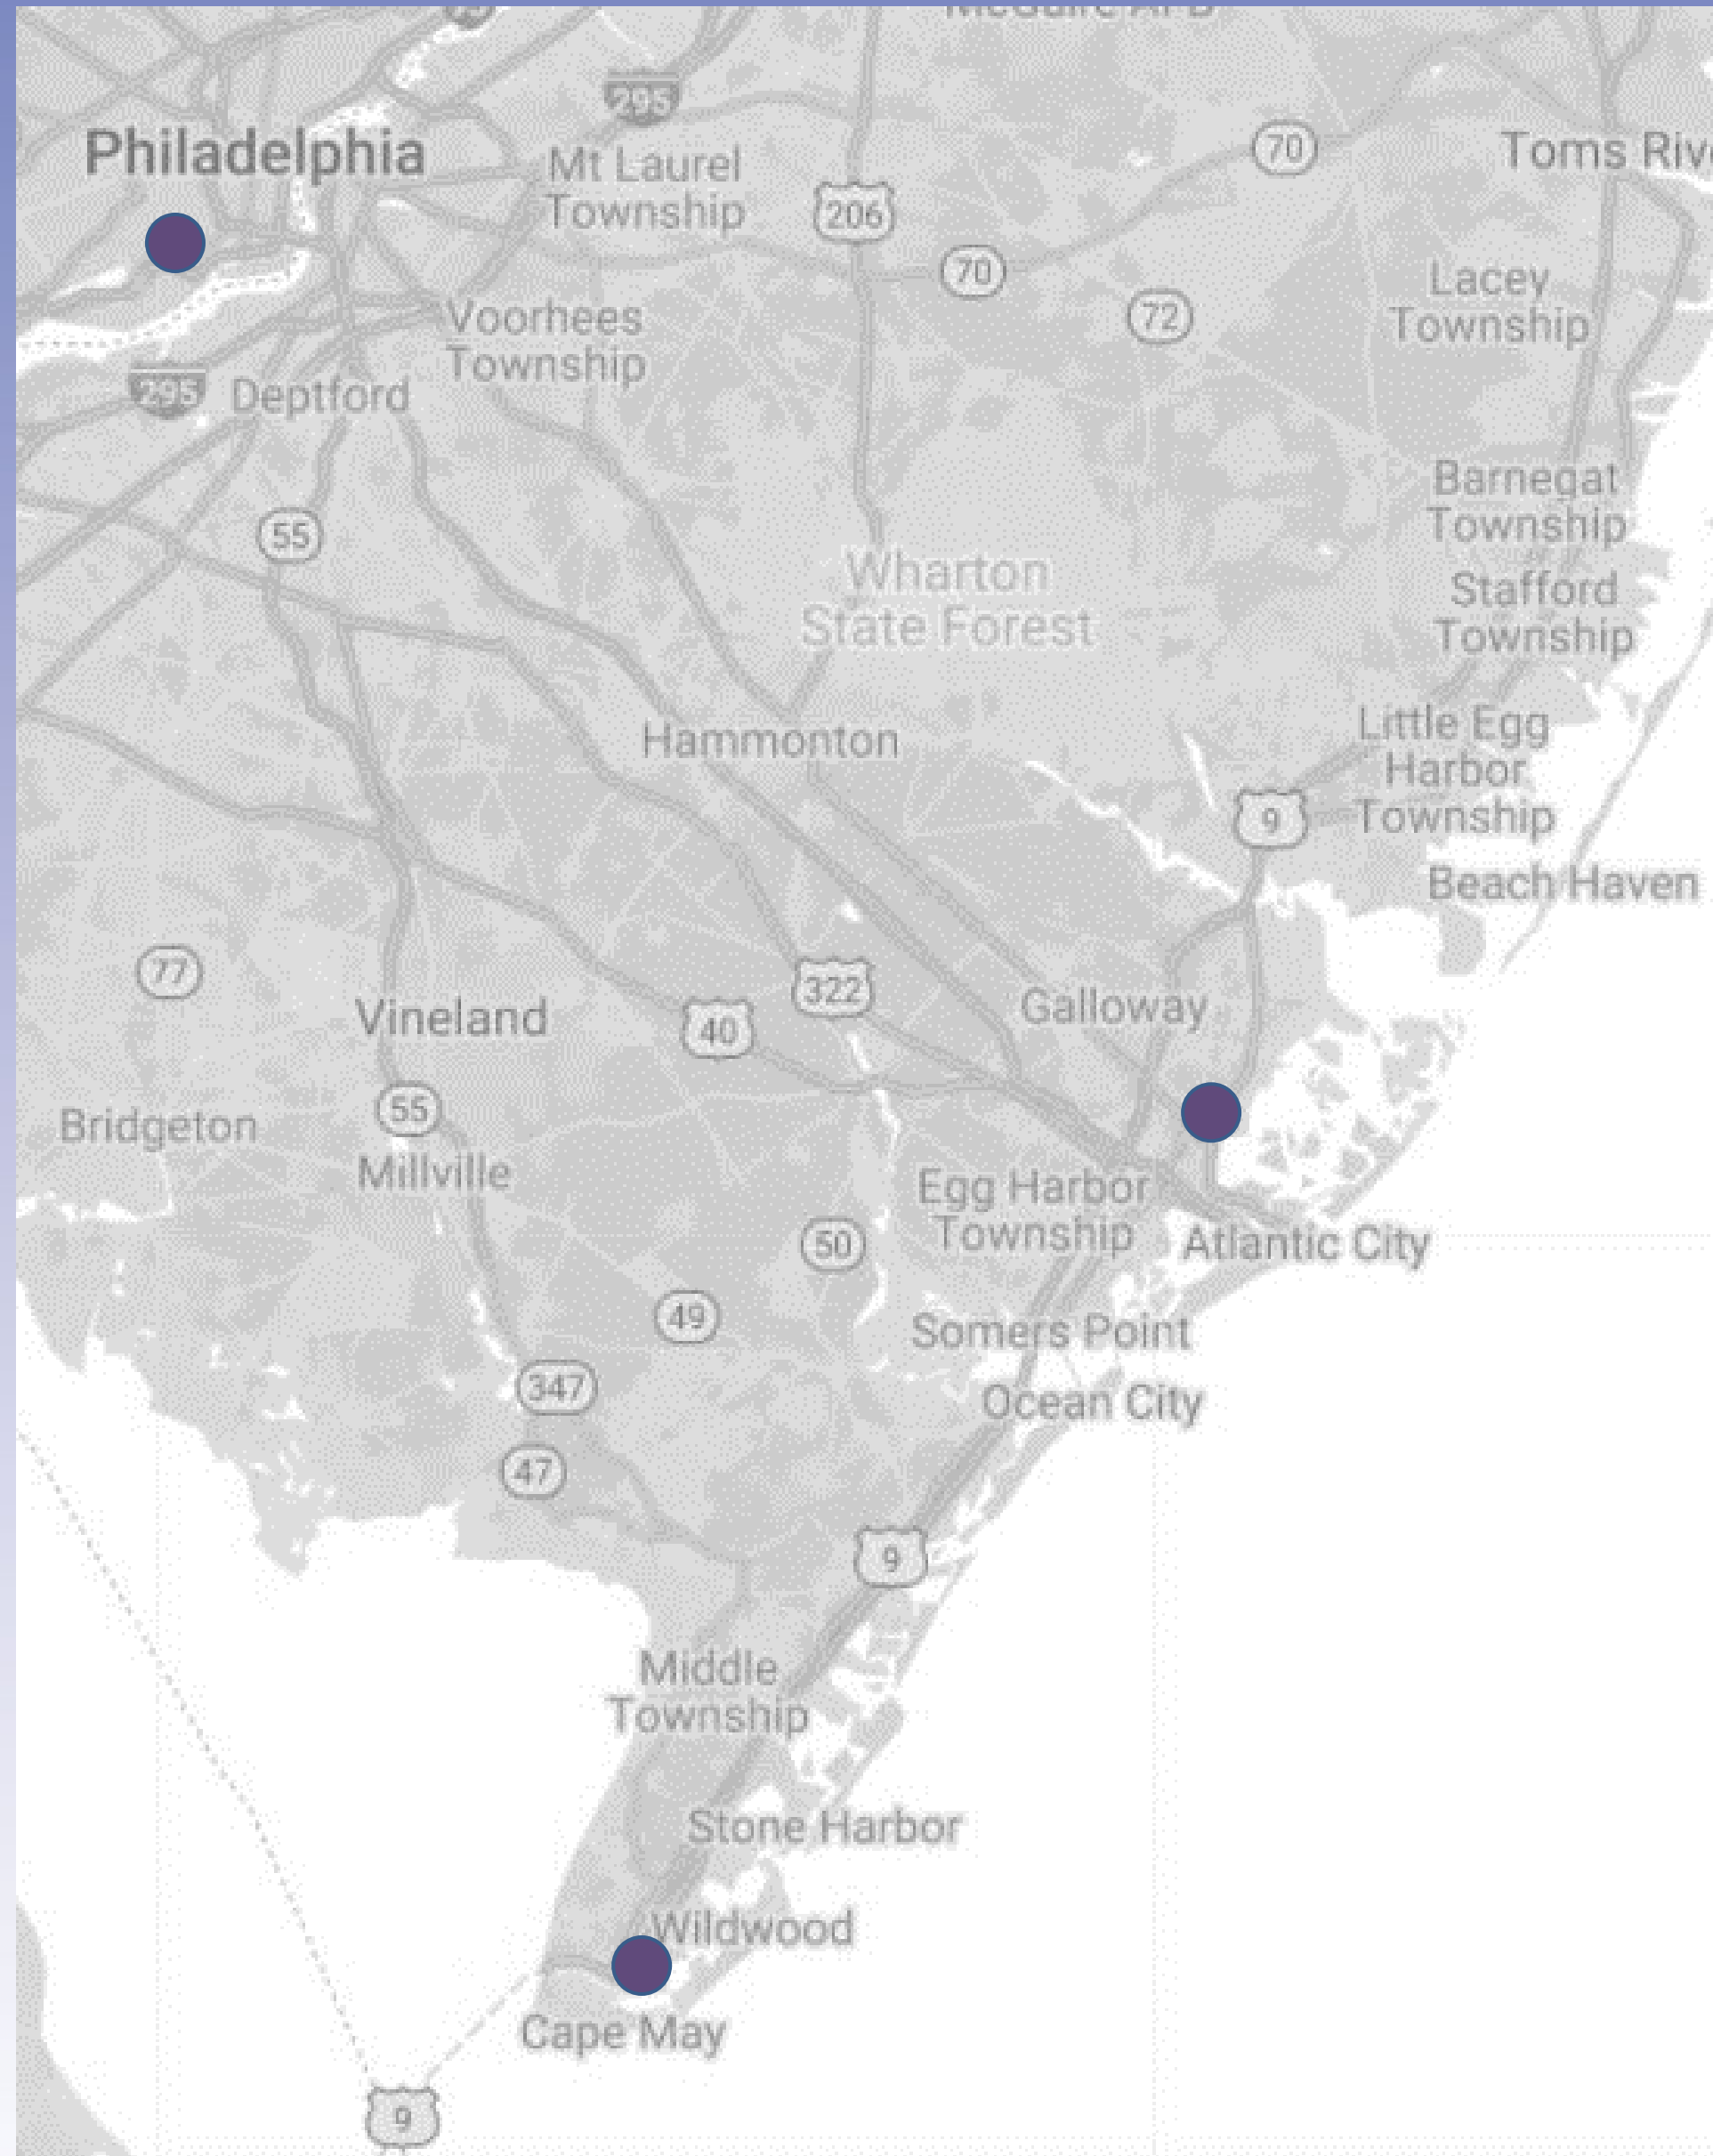 McGuire AFB
295
Philadelphia
Mt Laurel
Township
70
Toms
206
70
Lacey
Township
72
Voorhees
Township
295
Deptford
Barnegat
Township
55
Wharton
State Forest
Stafford
Township
Hammonton
Little Egg
Harbor
Township
9
Beach Haven
77
322
Galloway
Vineland
40
55
Bridgeton
Millville
Egg Harbor
Township
50
Atlantic City
49
Somers Point
347
Ocean City
47
9
Middle
Township
Stone Harbor
Wildwood
Cape May
9